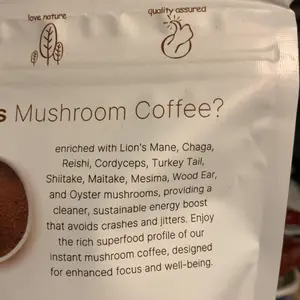 love nature
quality assured
s Mushroom Coffee?
enriched with Lion's Mane, Chaga,
Reishi, Cordyceps, Turkey Tail,
Shiitake, Maitake, Mesima, Wood Ear,
and Oyster mushrooms, providing a
cleaner, sustainable energy boost
that avoids crashes and jitters. Enjoy
the rich superfood profile of our
instant mushroom coffee, designed
for enhanced focus and well-being.